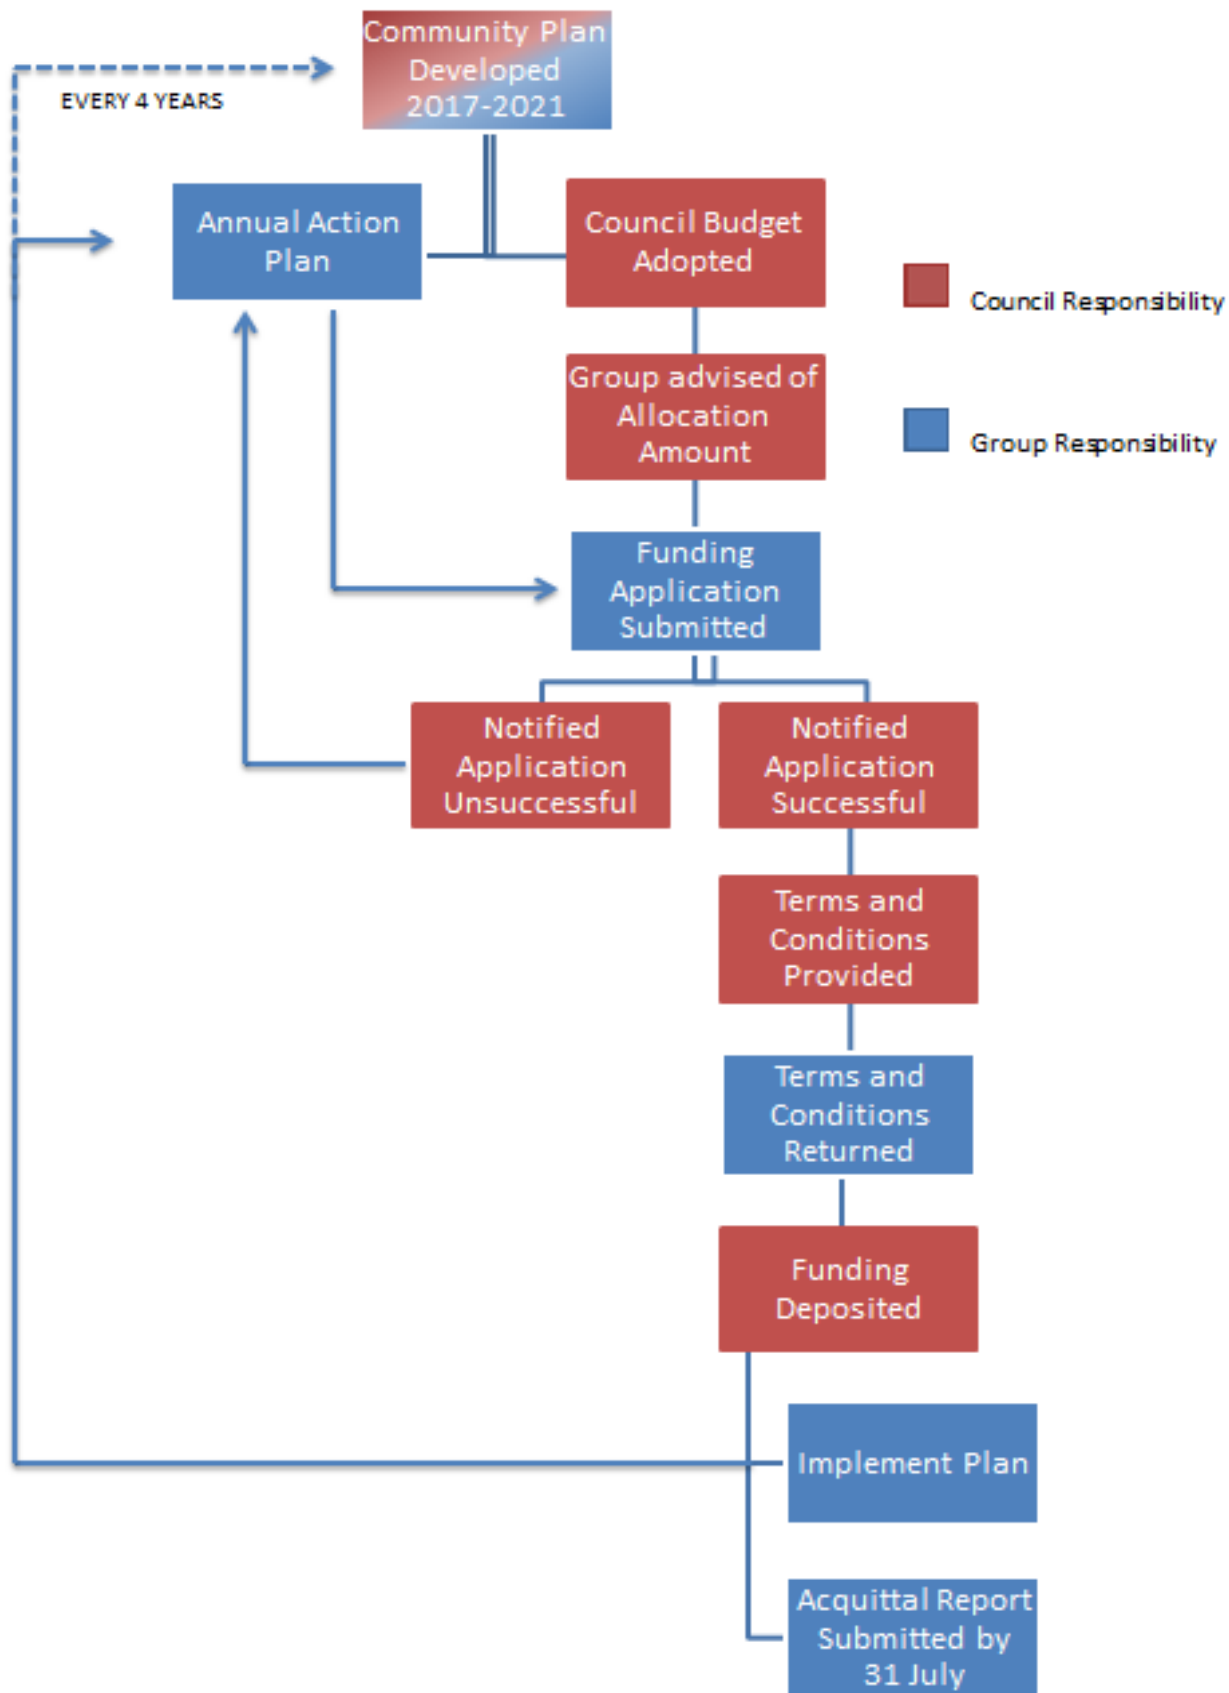 Community Plan
Developed
2017-2021
EVERY 4 YEARS
Annual Action
Plan
Council Budget
Adopted
Council Responsibility
Group advised of
Allocation
Amount
Group Responsibility
Funding
Application
Submitted
Notified
Application
Unsuccessful
Notified
Application
Successful
Terms and
Conditions
Provided
Terms and
Conditions
Returned
Funding
Deposited
Implement Plan
Acquittal Report
Submitted by
31 July